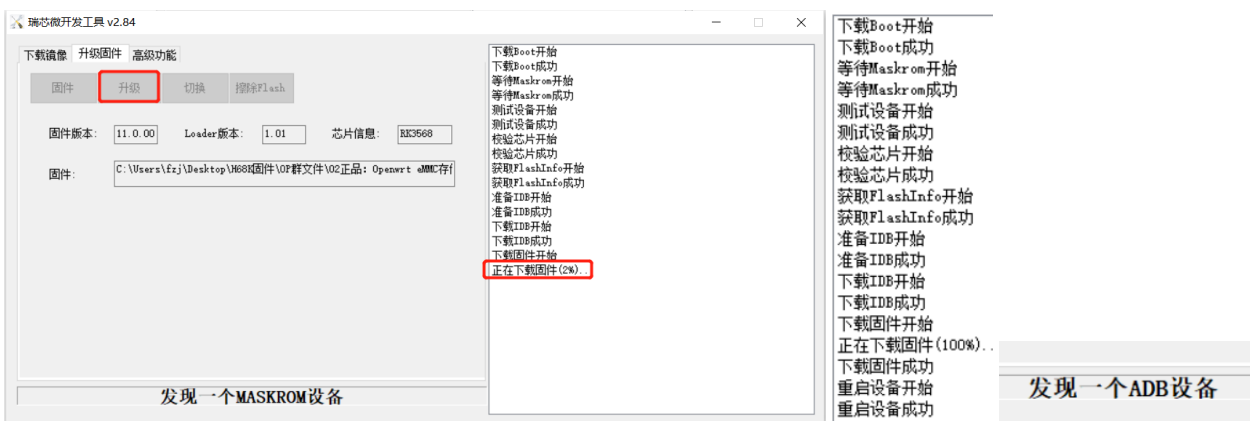 瑞芯微开发工具 v2.84
下载镜像 升级固件 高级功能
固件 升级 切换 擦除Flash
固件版本: 11.0.00 Loader版本: 1.01 芯片信息: RK3568
固件: C:\Users\fzj\Desktop\H68K固件\OP群文件\02正品: Openwrt eMMC存
发现一个MASKROM设备
下载Boot开始
下载Boot成功
等待Maskrom开始
等待Maskrom成功
测试设备开始
测试设备成功
校验芯片开始
校验芯片成功
获取FlashInfo开始
获取FlashInfo成功
准备IDB开始
准备IDB成功
下载IDB开始
下载IDB成功
下载固件开始
正在下载固件(2%)..
下载Boot开始
下载Boot成功
等待Maskrom开始
等待Maskrom成功
测试设备开始
测试设备成功
校验芯片开始
校验芯片成功
获取FlashInfo开始
获取FlashInfo成功
准备IDB开始
准备IDB成功
下载IDB开始
下载IDB成功
下载固件开始
正在下载固件(100%)..
下载固件成功
重启设备开始
重启设备成功
发现一个ADB设备